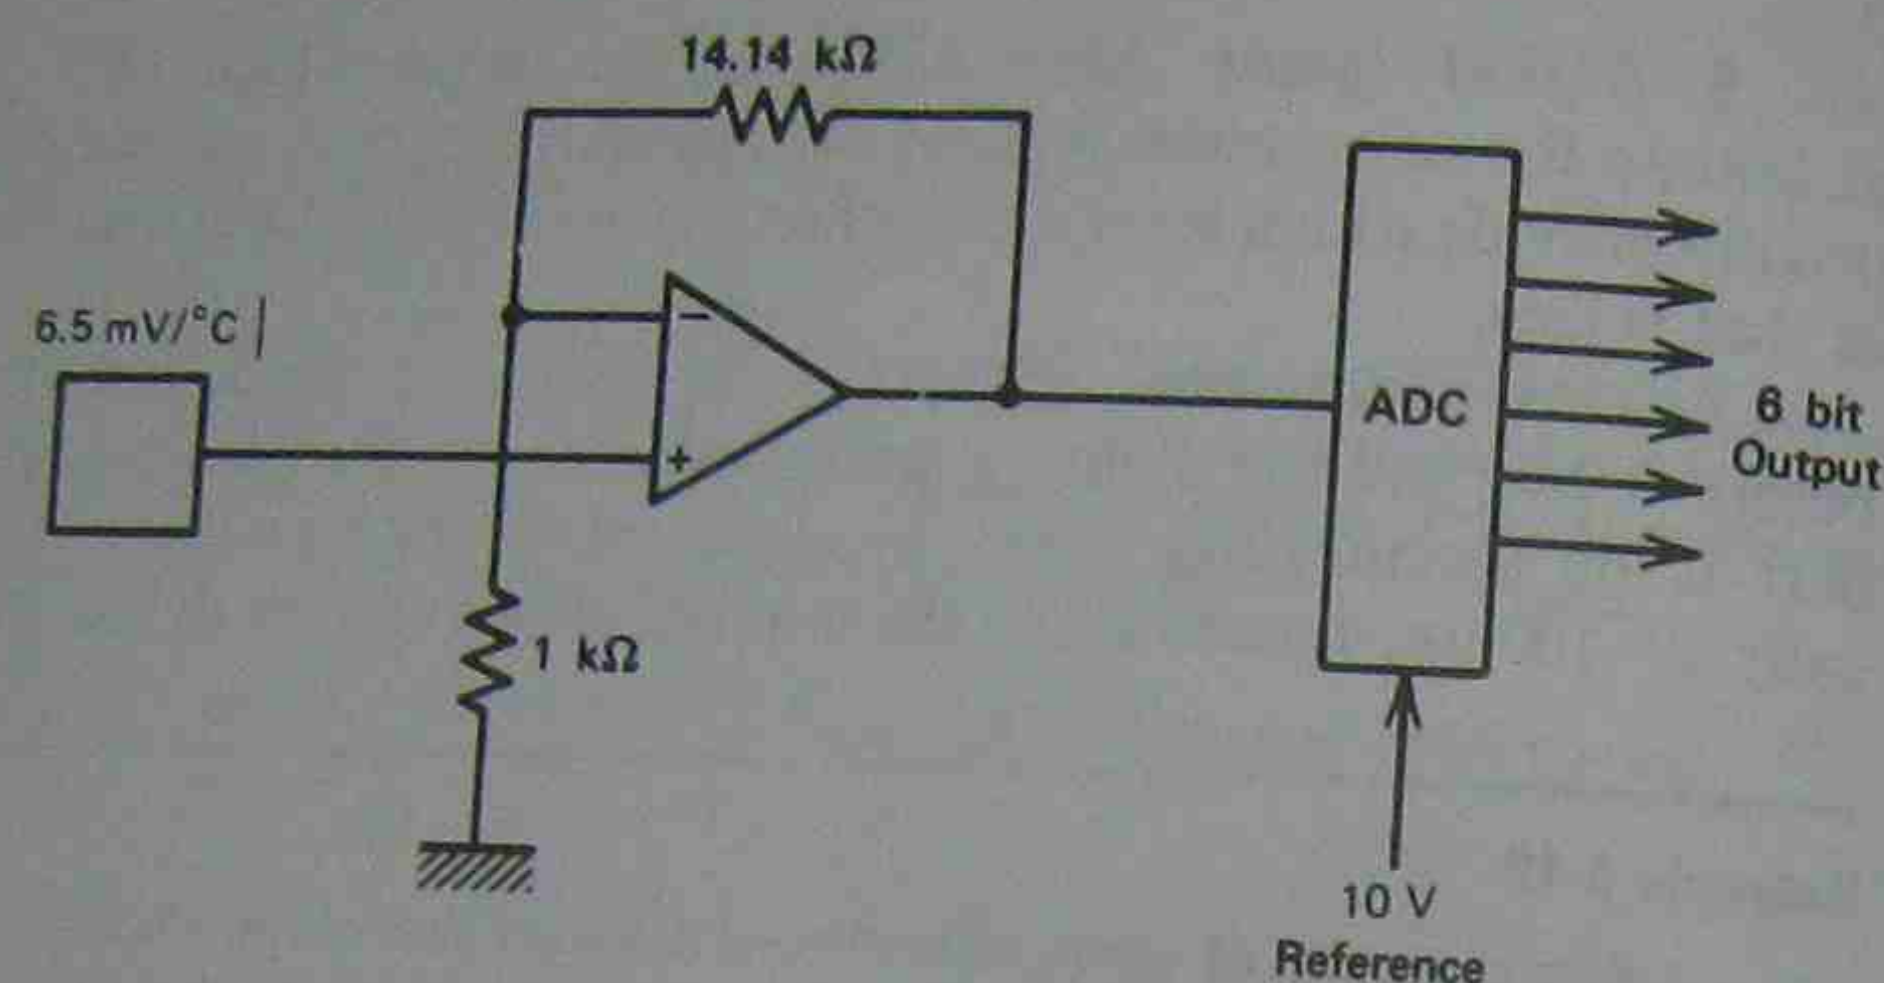 14.14 kΩ
6.5 mV/°C
−
+
ADC
6 bit
Output
1 kΩ
10 V
Reference